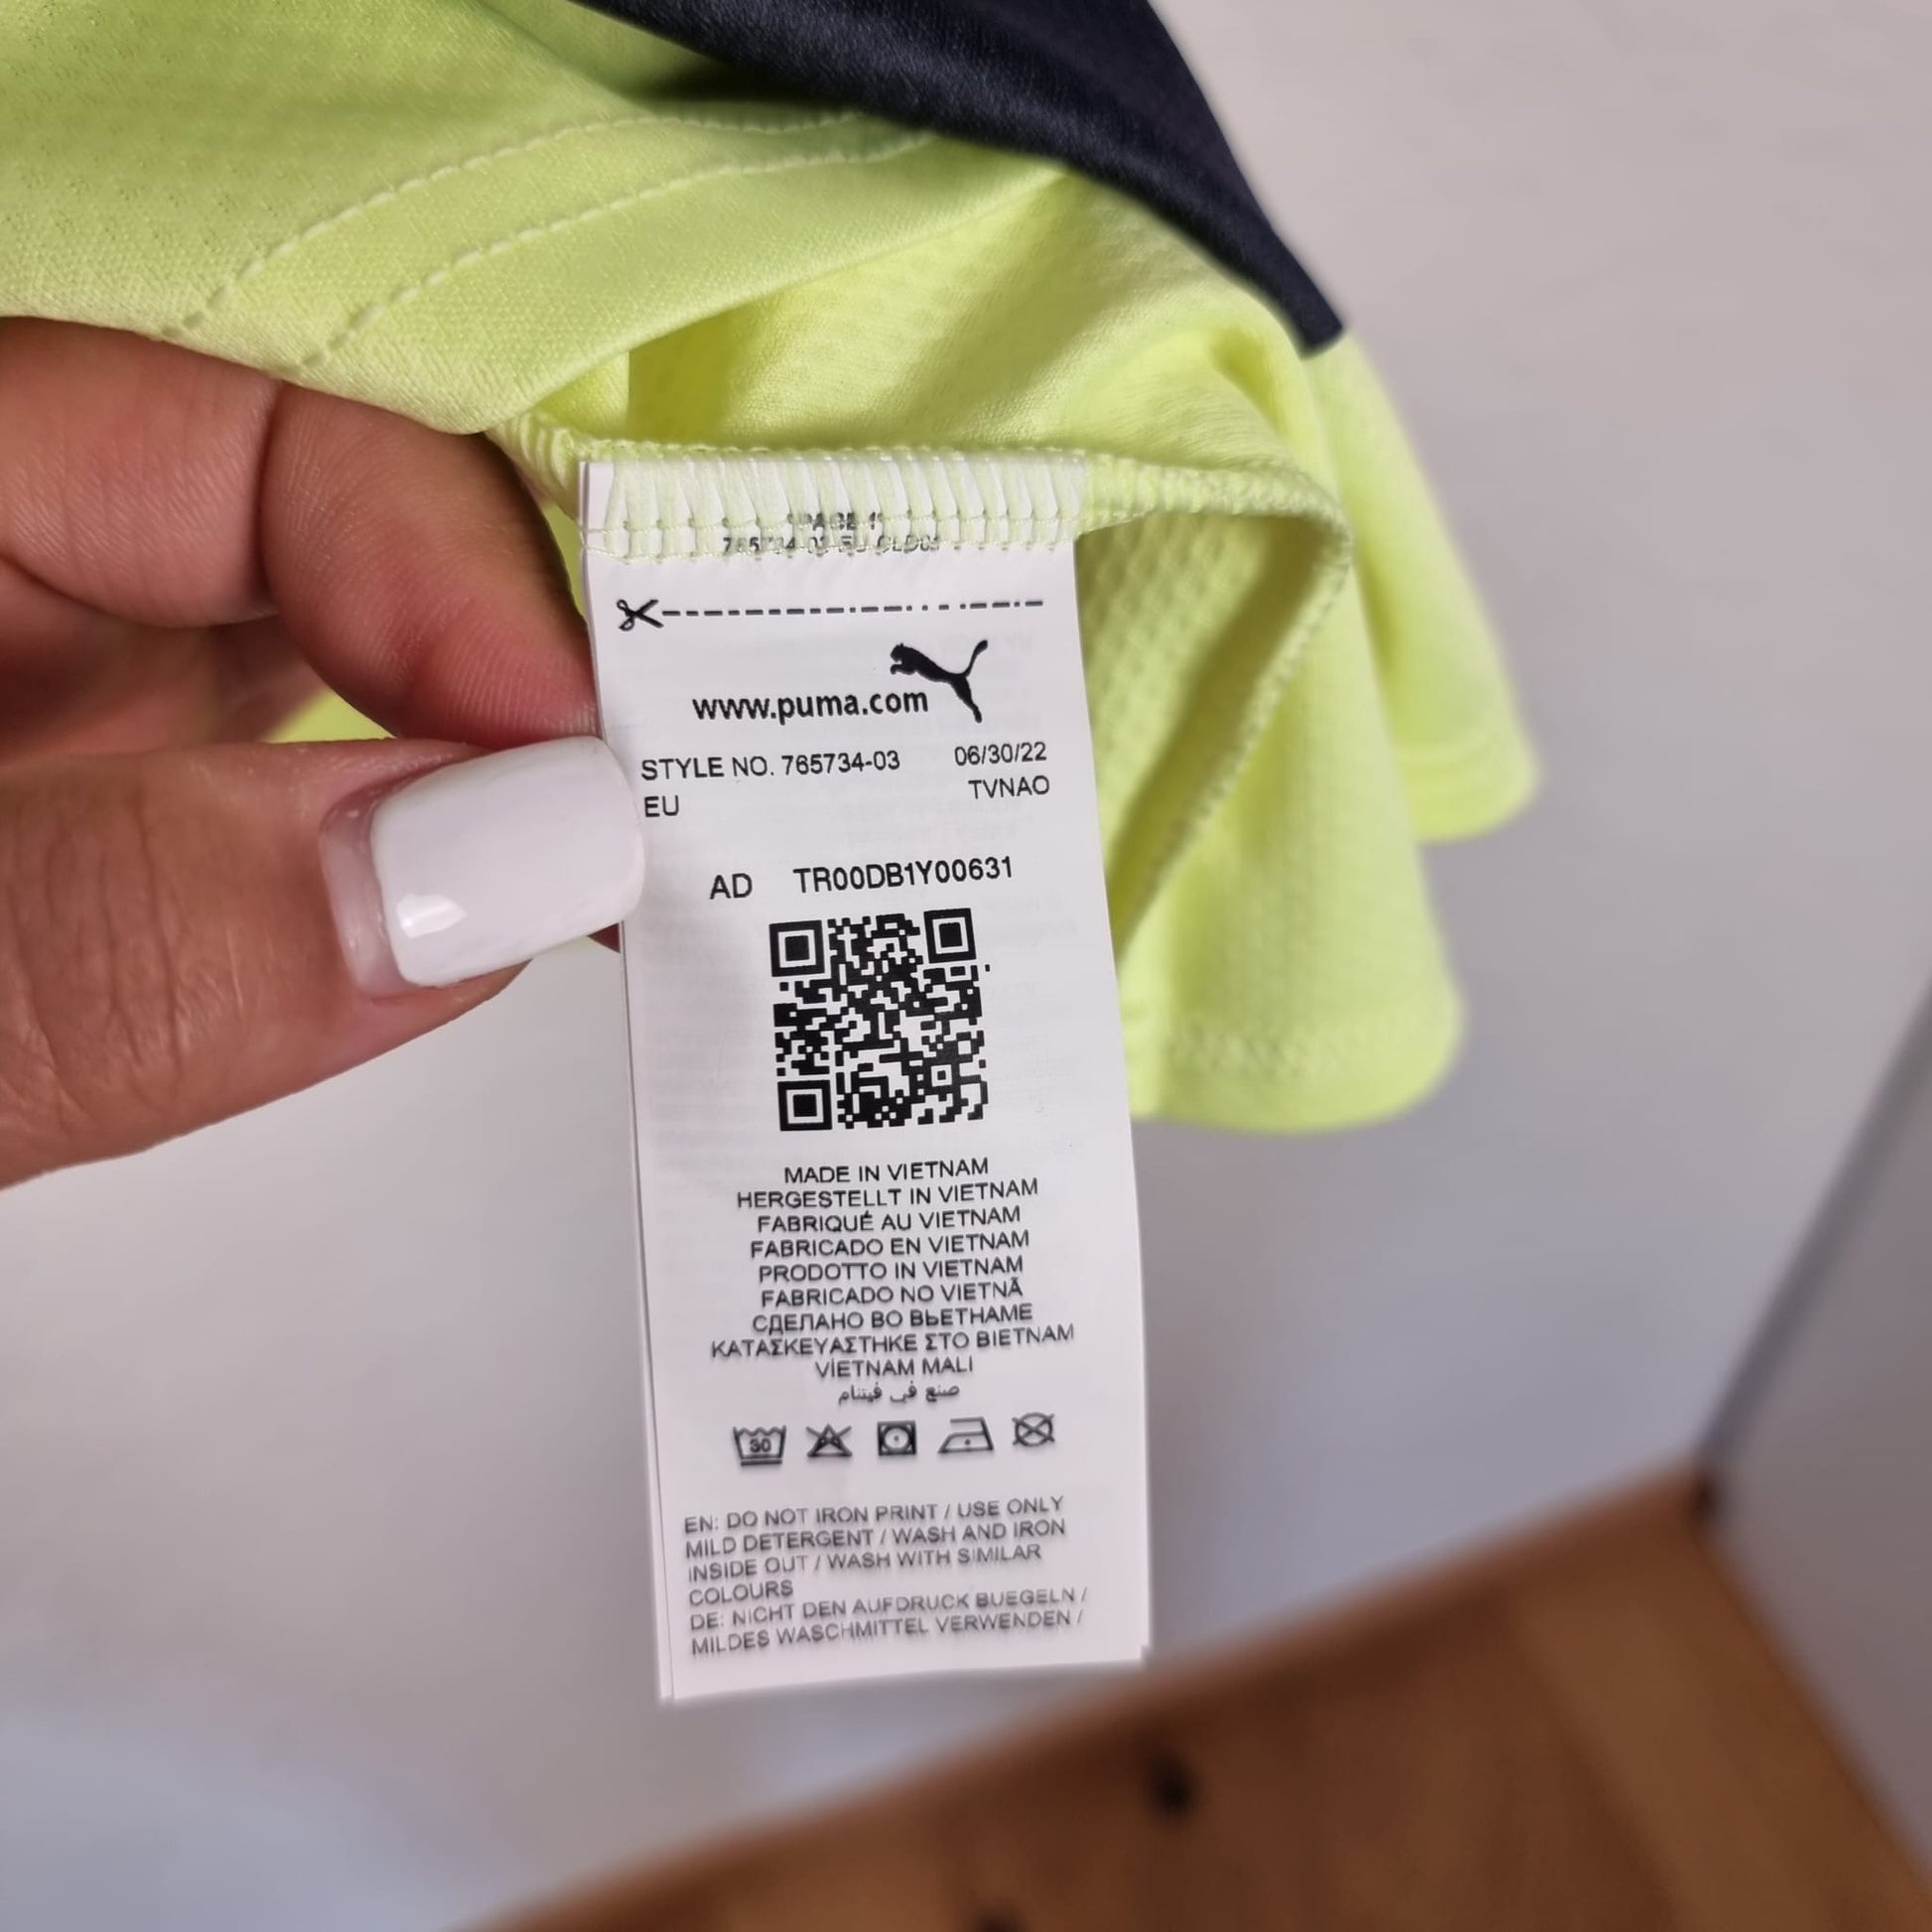 www.puma.com
STYLE NO. 765734-03 06/30/22
EU TVNAO
AD TR00DB1Y00631
MADE IN VIETNAM
HERGESTELLT IN VIETNAM
FABRIQUÉ AU VIETNAM
FABRICADO EN VIETNAM
PRODOTTO IN VIETNAM
FABRICADO NO VIETNÃ
СДЕЛАНО ВО ВЬЕТНАМЕ
ΚΑΤΑΣΚΕΥΑΣΤΗΚΕ ΣΤΟ ΒΙΕΤΝΑΜ
VİETNAM MALI
صنع في فيتنام
30
EN: DO NOT IRON PRINT / USE ONLY
MILD DETERGENT / WASH AND IRON
INSIDE OUT / WASH WITH SIMILAR
COLOURS
DE: NICHT DEN AUFDRUCK BUEGELN /
MILDES WASCHMITTEL VERWENDEN /